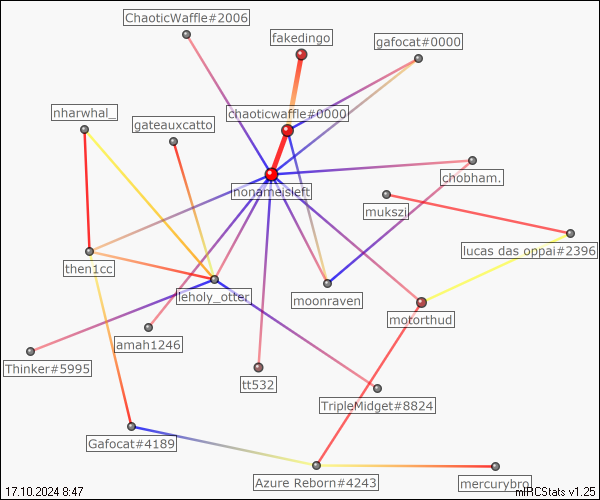 ChaoticWaffle#2006
fakedingo
gafocat#0000
nharwhal_
chaoticwaffle#0000
gateauxcatto
chobham.
nonameisleft
mukszi
lucas das oppai#2396
then1cc
leholy_otter
moonraven
motorthud
amah1246
Thinker#5995
tt532
TripleMidget#8824
Gafocat#4189
Azure Reborn#4243
mercurybro
17.10.2024 8:47
mIRCStats v1.25